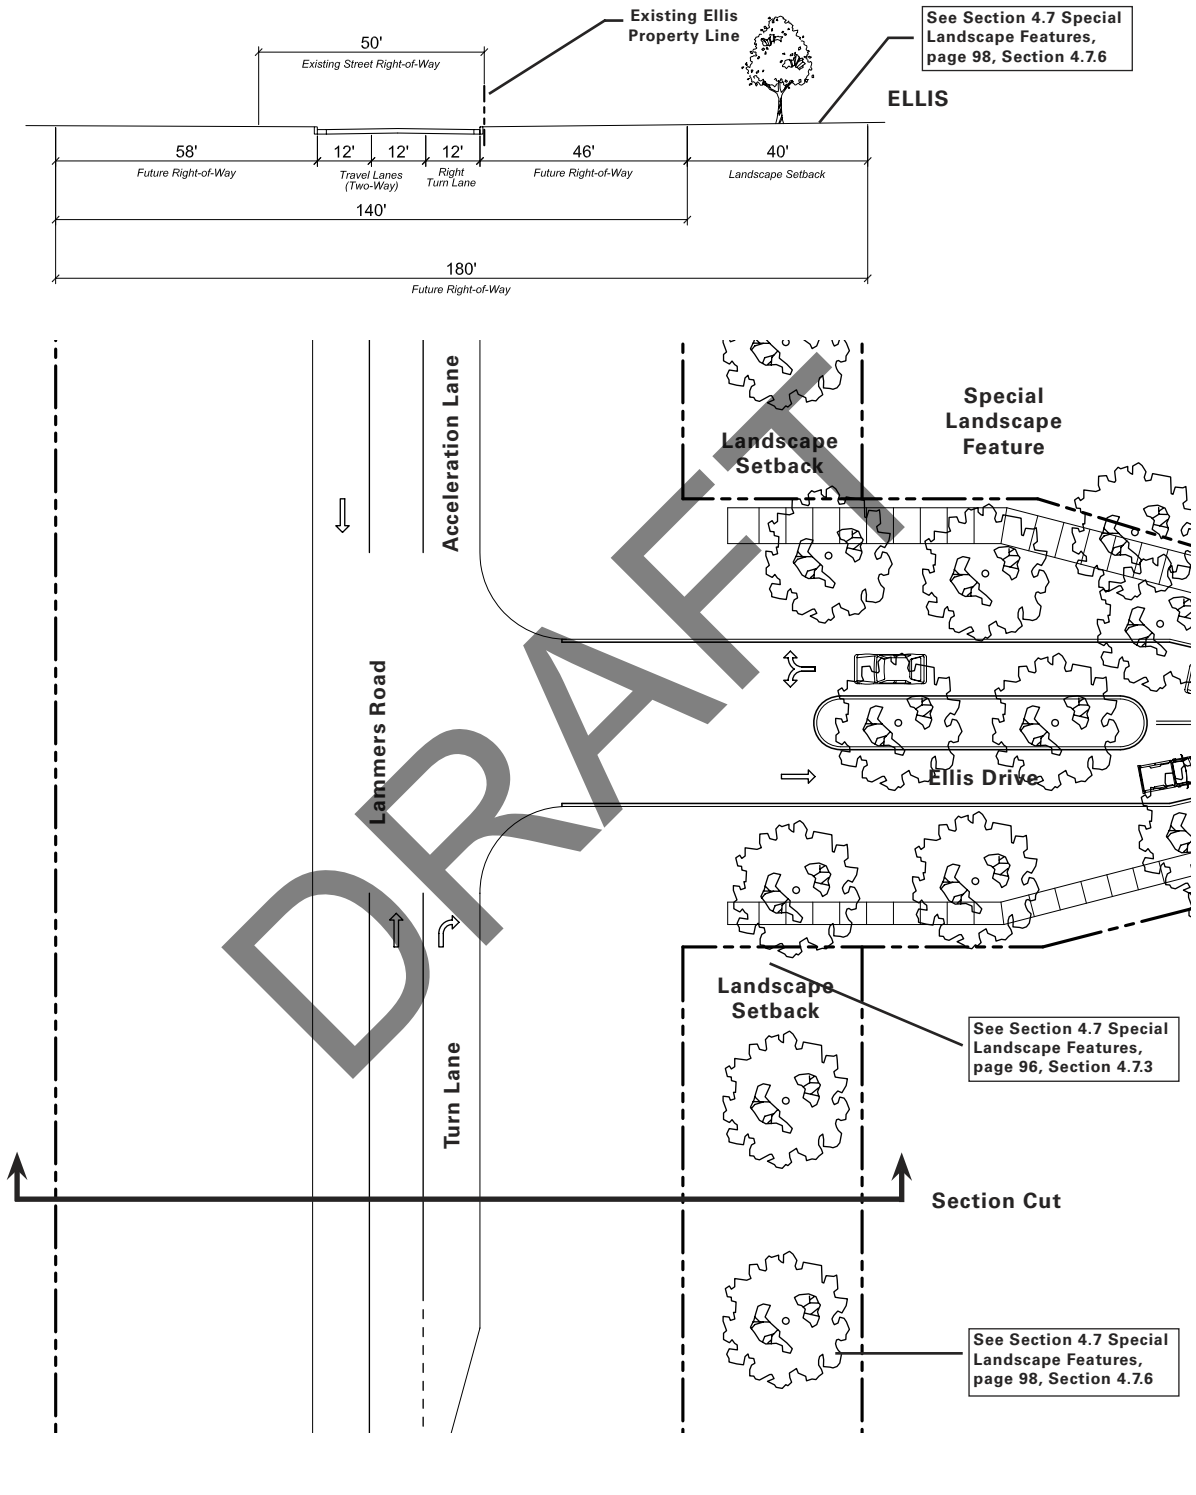 Existing Ellis
Property Line
See Section 4.7 Special
Landscape Features,
page 98, Section 4.7.6
50'
Existing Street Right-of-Way
ELLIS
58'
12'
12'
12'
46'
40'
Future Right-of-Way
Travel Lanes
(Two-Way)
Right
Turn Lane
Future Right-of-Way
Landscape Setback
140'
180'
Future Right-of-Way
Acceleration Lane
Special
Landscape
Feature
Landscape
Setback
DRAFT
Lammers Road
Ellis Drive
Landscape
Setback
See Section 4.7 Special
Landscape Features,
page 96, Section 4.7.3
Turn Lane
Section Cut
See Section 4.7 Special
Landscape Features,
page 98, Section 4.7.6